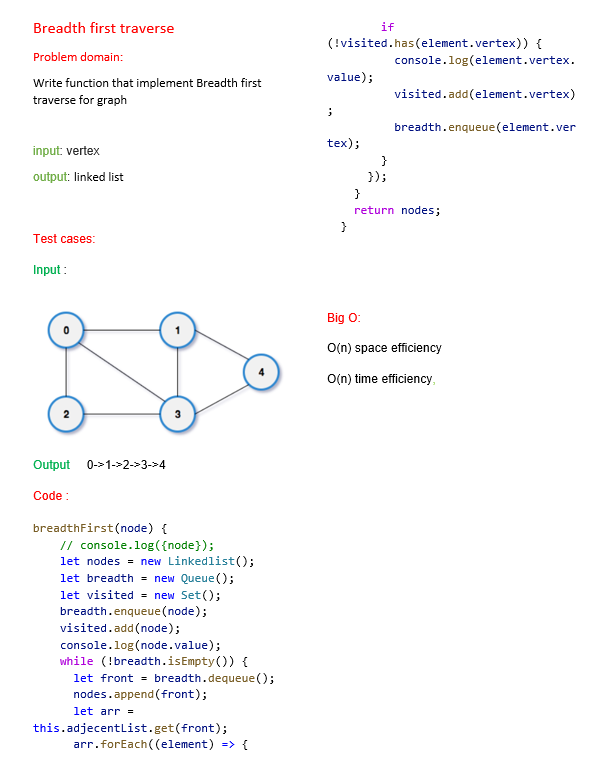 Breadth first traverse
Problem domain:
Write function that implement Breadth first
traverse for graph
input: vertex
output: linked list
Test cases:
Input :
0
1
4
2
3
Output 0->1->2->3->4
Code :
breadthFirst(node) {
// console.log({node});
let nodes = new Linkedlist();
let breadth = new Queue();
let visited = new Set();
breadth.enqueue(node);
visited.add(node);
console.log(node.value);
while (!breadth.isEmpty()) {
let front = breadth.dequeue();
nodes.append(front);
let arr =
this.adjecentList.get(front);
arr.forEach((element) => {
if
(!visited.has(element.vertex)) {
console.log(element.vertex.
value);
visited.add(element.vertex)
;
breadth.enqueue(element.ver
tex);
}
});
}
return nodes;
}
Big O:
O(n) space efficiency
O(n) time efficiency,